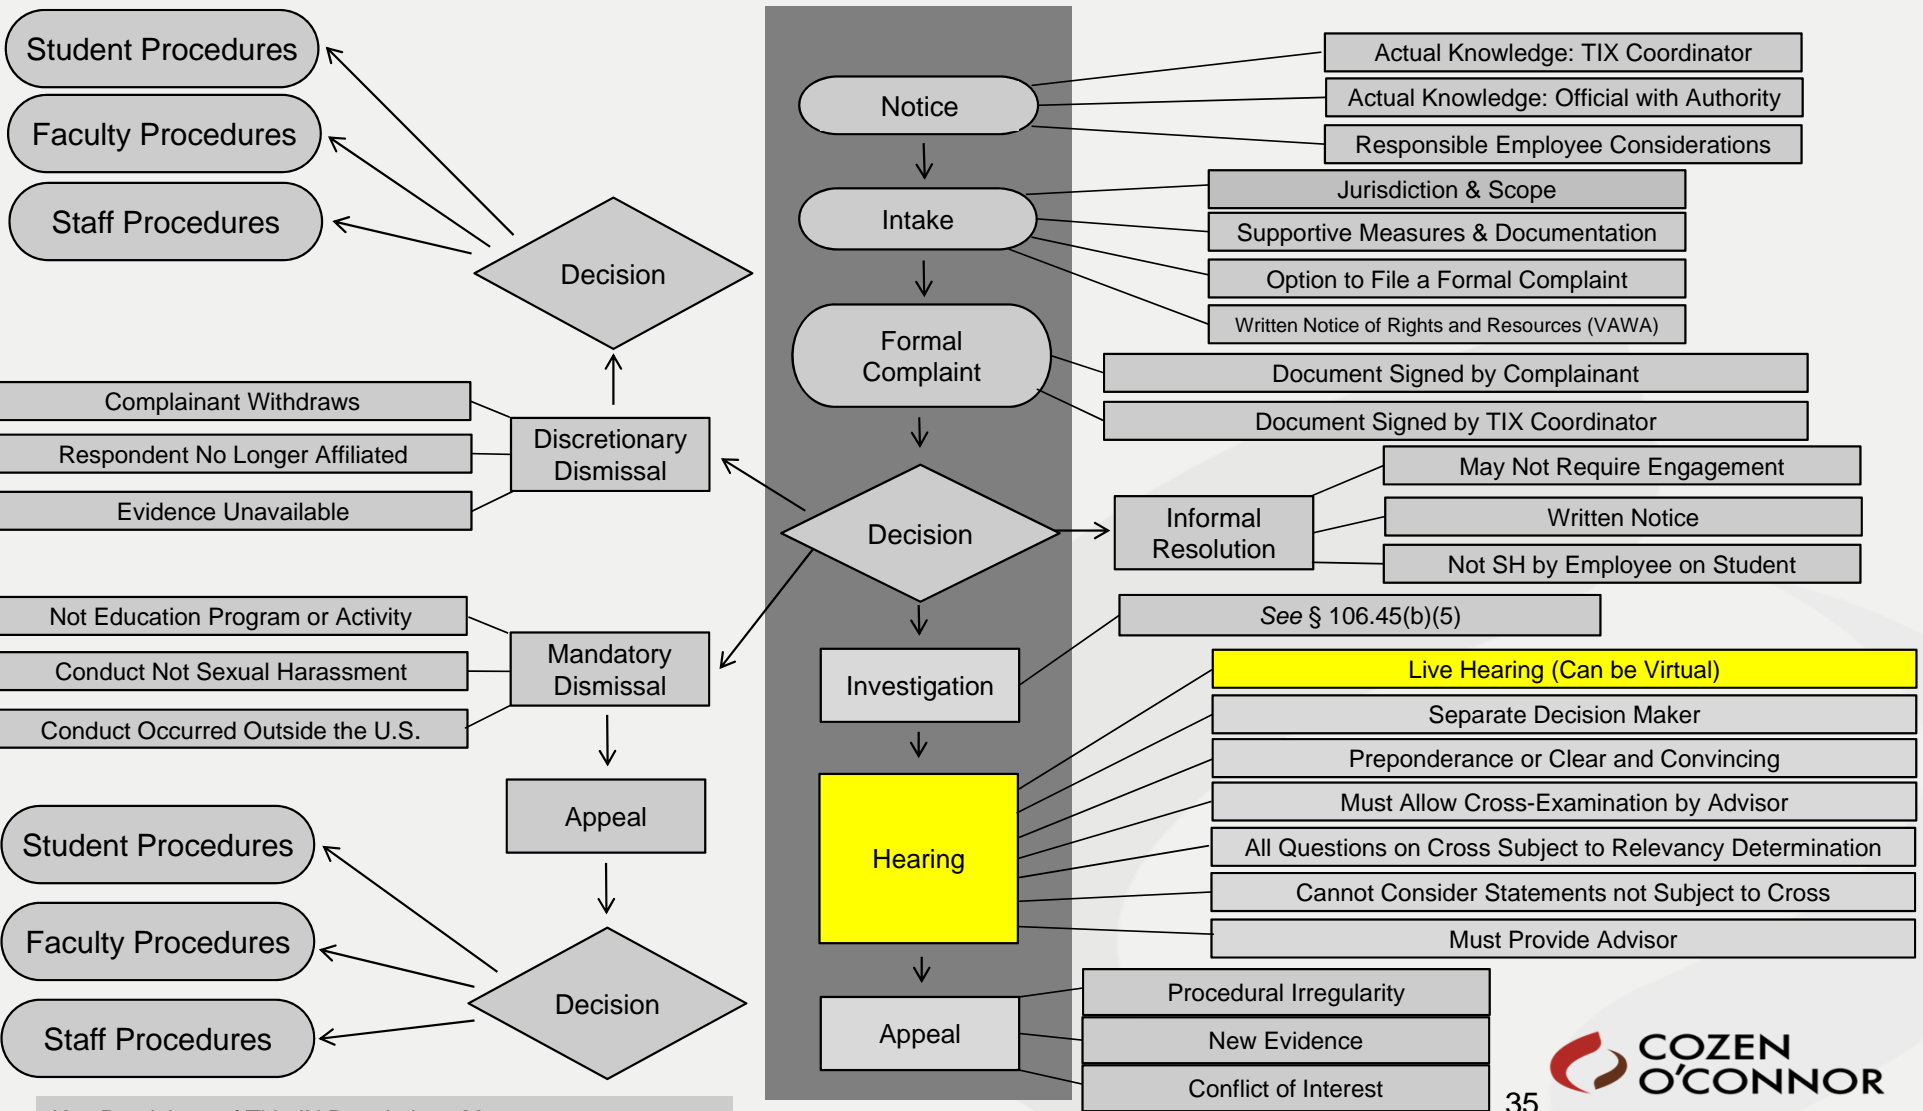 Student Procedures
Faculty Procedures
Staff Procedures
Decision
Complainant Withdraws
Respondent No Longer Affiliated
Evidence Unavailable
Discretionary
Dismissal
Not Education Program or Activity
Conduct Not Sexual Harassment
Conduct Occurred Outside the U.S.
Mandatory
Dismissal
Appeal
Student Procedures
Faculty Procedures
Staff Procedures
Decision
Notice
Intake
Formal
Complaint
Decision
Investigation
Hearing
Appeal
Actual Knowledge: TIX Coordinator
Actual Knowledge: Official with Authority
Responsible Employee Considerations
Jurisdiction & Scope
Supportive Measures & Documentation
Option to File a Formal Complaint
Written Notice of Rights and Resources (VAWA)
Document Signed by Complainant
Document Signed by TIX Coordinator
Informal
Resolution
May Not Require Engagement
Written Notice
Not SH by Employee on Student
See § 106.45(b)(5)
Live Hearing (Can be Virtual)
Separate Decision Maker
Preponderance or Clear and Convincing
Must Allow Cross-Examination by Advisor
All Questions on Cross Subject to Relevancy Determination
Cannot Consider Statements not Subject to Cross
Must Provide Advisor
Procedural Irregularity
New Evidence
Conflict of Interest
COZEN
O'CONNOR
35